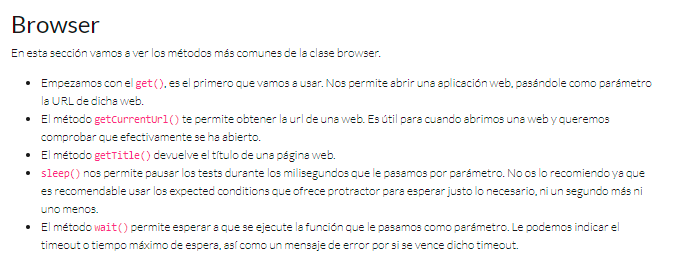 Browser
En esta sección vamos a ver los métodos más comunes de la clase browser.
• Empezamos con el get(), es el primero que vamos a usar. Nos permite abrir una aplicación web, pasándole como parámetro
la URL de dicha web.
• El método getCurrentUrl() te permite obtener la url de una web. Es útil para cuando abrimos una web y queremos
comprobar que efectivamente se ha abierto.
• El método getTitle() devuelve el título de una página web.
• sleep() nos permite pausar los tests durante los milisegundos que le pasamos por parámetro. No os lo recomiendo ya que
es recomendable usar los expected conditions que ofrece protractor para esperar justo lo necesario, ni un segundo más ni
uno menos.
• El método wait() permite esperar a que se ejecute la función que le pasamos como parámetro. Le podemos indicar el
timeout o tiempo máximo de espera, así como un mensaje de error por si se vence dicho timeout.